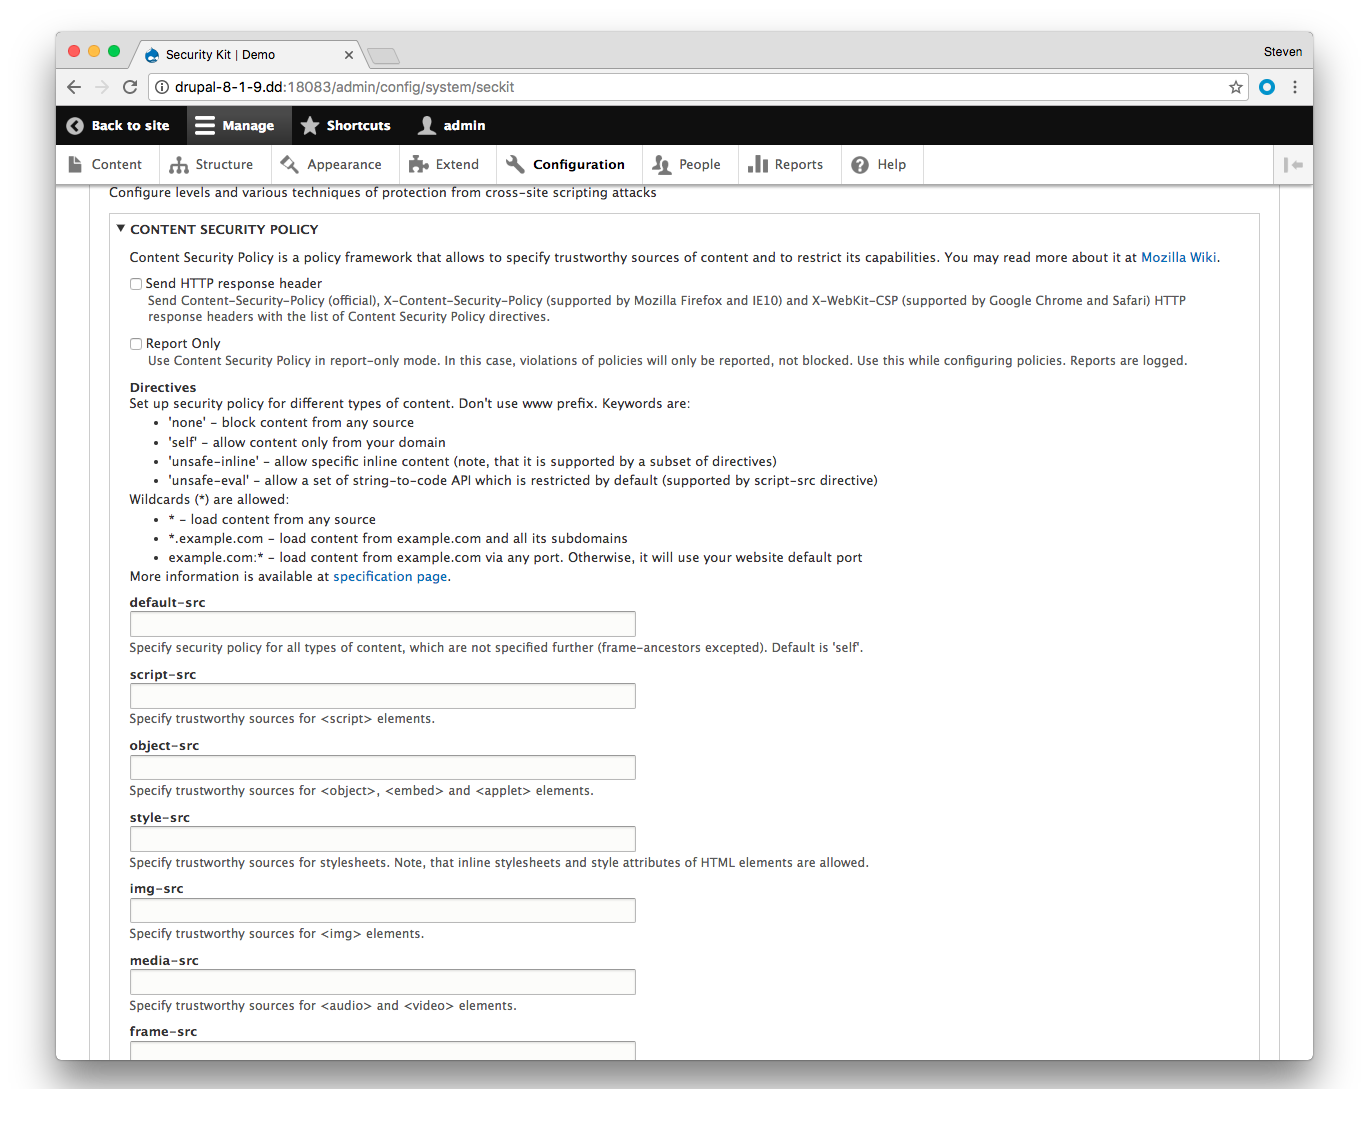 Security Kit | Demo
Steven
drupal-8-1-9.dd:18083/admin/config/system/seckit
Back to site Manage Shortcuts admin
Content Structure Appearance Extend Configuration People Reports Help
Configure levels and various techniques of protection from cross-site scripting attacks
CONTENT SECURITY POLICY
Content Security Policy is a policy framework that allows to specify trustworthy sources of content and to restrict its capabilities. You may read more about it at Mozilla Wiki.
Send HTTP response header
Send Content-Security-Policy (official), X-Content-Security-Policy (supported by Mozilla Firefox and IE10) and X-WebKit-CSP (supported by Google Chrome and Safari) HTTP
response headers with the list of Content Security Policy directives.
Report Only
Use Content Security Policy in report-only mode. In this case, violations of policies will only be reported, not blocked. Use this while configuring policies. Reports are logged.
Directives
Set up security policy for different types of content. Don't use www prefix. Keywords are:
• 'none' - block content from any source
• 'self' - allow content only from your domain
• 'unsafe-inline' - allow specific inline content (note, that it is supported by a subset of directives)
• 'unsafe-eval' - allow a set of string-to-code API which is restricted by default (supported by script-src directive)
Wildcards (*) are allowed:
• * - load content from any source
• *.example.com - load content from example.com and all its subdomains
• example.com:* - load content from example.com via any port. Otherwise, it will use your website default port
More information is available at specification page.
default-src
Specify security policy for all types of content, which are not specified further (frame-ancestors excepted). Default is 'self'.
script-src
Specify trustworthy sources for <script> elements.
object-src
Specify trustworthy sources for <object>, <embed> and <applet> elements.
style-src
Specify trustworthy sources for stylesheets. Note, that inline stylesheets and style attributes of HTML elements are allowed.
img-src
Specify trustworthy sources for <img> elements.
media-src
Specify trustworthy sources for <audio> and <video> elements.
frame-src